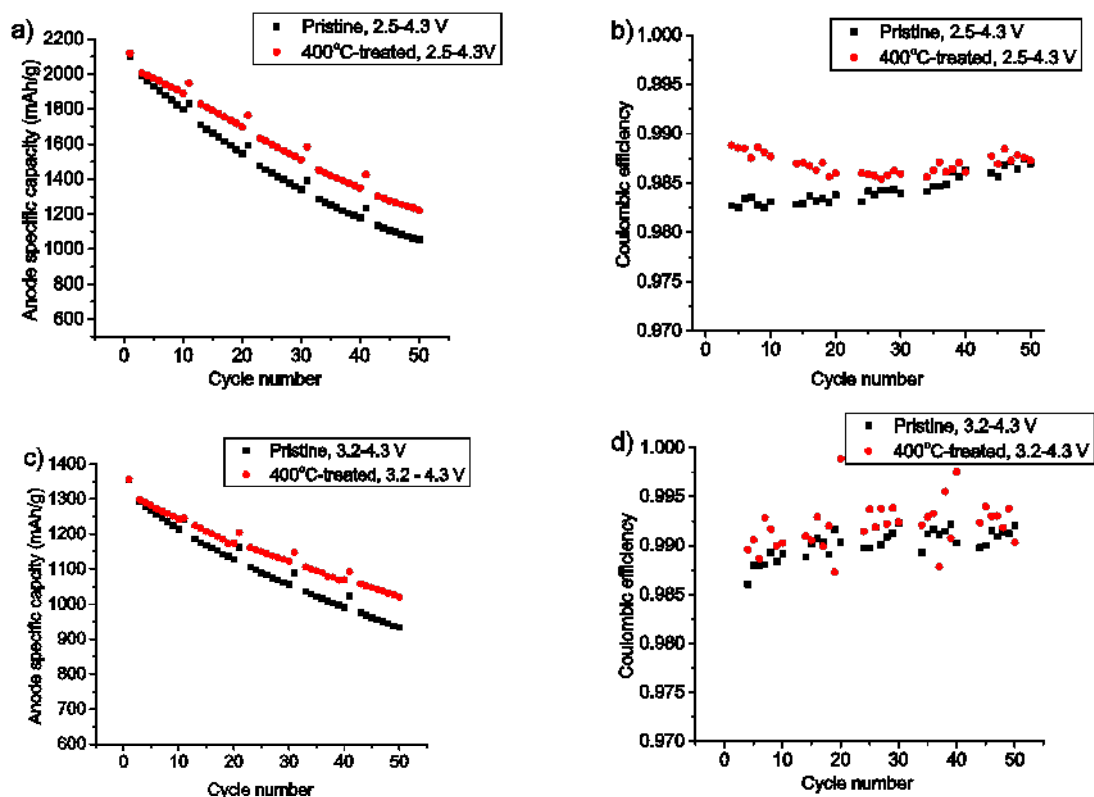 a)
Pristine, 2.5-4.3 V
400°C-treated, 2.5-4.3V
2200
2000
1800
1600
1400
1200
1000
800
600
Anode specific capacity (mAh/g)
0 10 20 30 40 50
Cycle number
b)
Pristine, 2.5-4.3V
400°C-treated, 2.5-4.3 V
1.000
0.995
0.990
0.985
0.980
0.975
0.970
Coulombic efficiency
0 10 20 30 40 50
Cycle number
c)
Pristine, 3.2-4.3 V
400°C-treated, 3.2 - 4.3 V
1400
1300
1200
1100
1000
900
800
700
600
Anode specific capcity (mAh/g)
0 10 20 30 40 50
Cycle number
d)
Pristine, 3.2-4.3 V
400°C-treated, 3.2-4.3 V
1.000
0.995
0.990
0.985
0.980
0.975
0.970
Coulombic efficiency
0 10 20 30 40 50
Cycle number